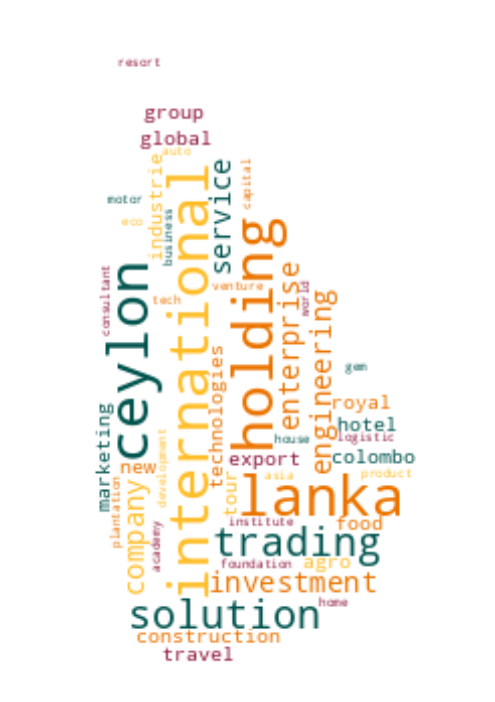 resort
group
global
auto
industrie
international
service
capital
motor
eco
business
holding
ceylon
consultant
tech
venture
enterprise
world
engineering
technologies
gem
royal
hotel
logistic
house
colombo
marketing
new
export
product
asia
development
plantation
company
tour
lanka
academy
institute
food
trading
foundation
agro
investment
home
solution
construction
travel